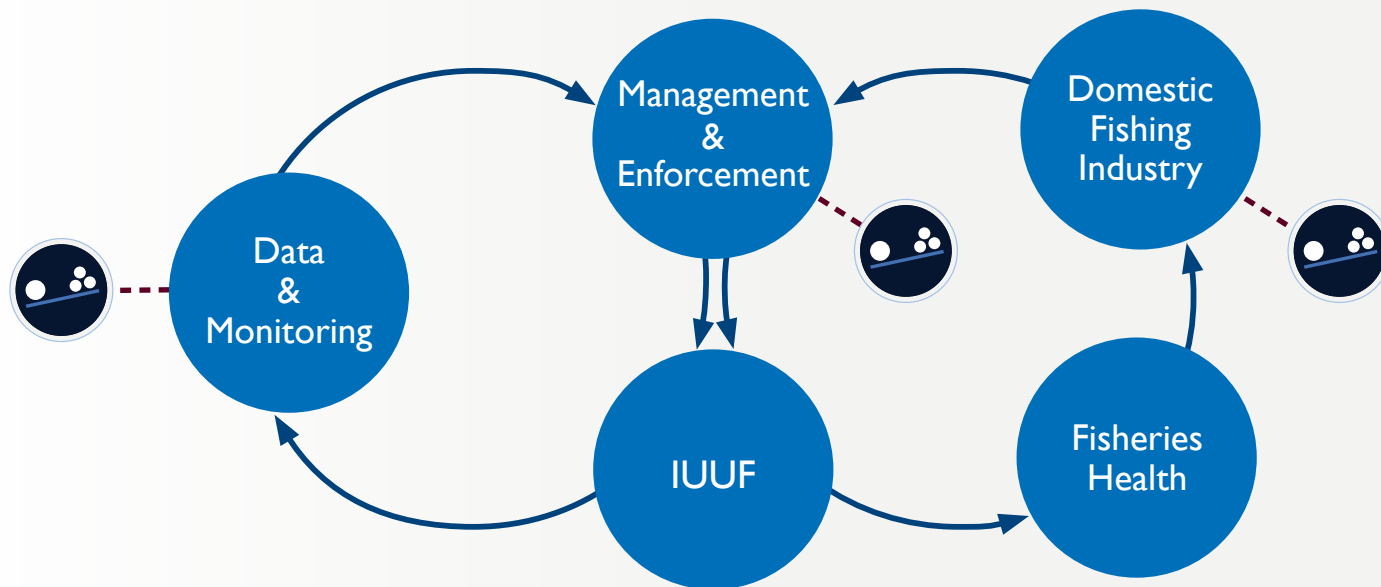 Management
&
Enforcement
Domestic
Fishing
Industry
Data
&
Monitoring
IUUF
Fisheries
Health